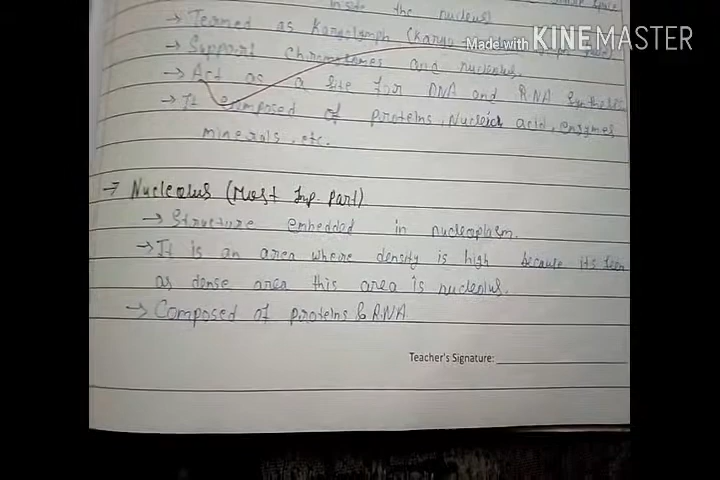 inside the nucleus)
→ Termed as Karyolymph (Karyo
Made with KINEMASTER
→ Support chromosomes and nucleolus.
→ Act as a site for DNA and RNA synthesis
→ It composed of proteins, Nucleic acid, enzymes
minerals, etc.
→ Nucleolus (Most Imp. Part)
→ Structure embedded in nucleoplasm.
→ It is an area where density is high because its seen
as dense area this area is nucleolus.
→ Composed of proteins & RNA
Teacher's Signature: